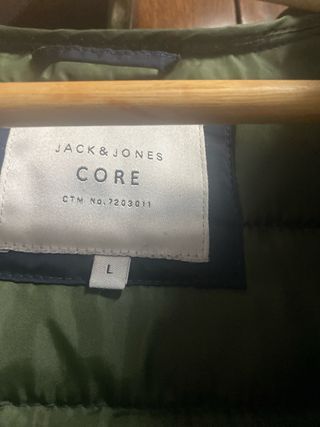 JACK & JONES
CORE
CTM No. 7203011
L